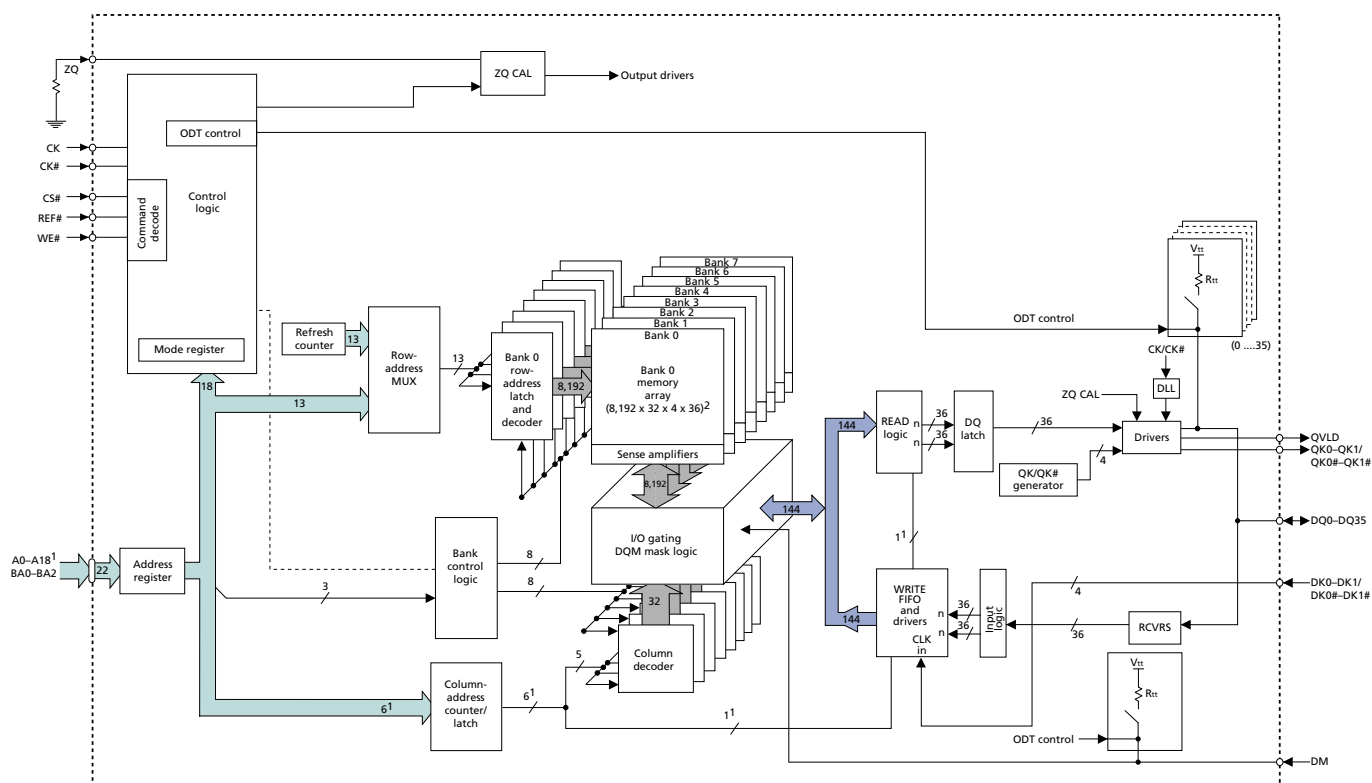 ZQ
ZQ CAL
Output drivers
ODT control
CK
CK#
CS#
REF#
WE#
Command
decode
Control
logic
Mode register
Refresh
counter
13
Row-
address
MUX
13
18
13
Bank 0
row-
address
latch
and
decoder
8,192
Bank 7
Bank 6
Bank 5
Bank 4
Bank 3
Bank 2
Bank 1
Bank 0
Bank 0
memory
array
(8,192 x 32 x 4 x 36)2
Sense amplifiers
8,192
I/O gating
DQM mask logic
32
Column
decoder
A0–A181
BA0–BA2
22
Address
register
3
Bank
control
logic
8
8
5
61
Column-
address
counter/
latch
61
11
144
144
144
READ
logic
n
n
36
36
DQ
latch
36
11
WRITE
FIFO
and
drivers
CLK
in
n
n
36
36
Input
logic
36
RCVRS
4
ODT control
Vtt
Rtt
(0 ....35)
CK/CK#
DLL
ZQ CAL
Drivers
QK/QK#
generator
4
QVLD
QK0–QK1/
QK0#–QK1#
DQ0–DQ35
DK0–DK1/
DK0#–DK1#
Vtt
Rtt
ODT control
DM